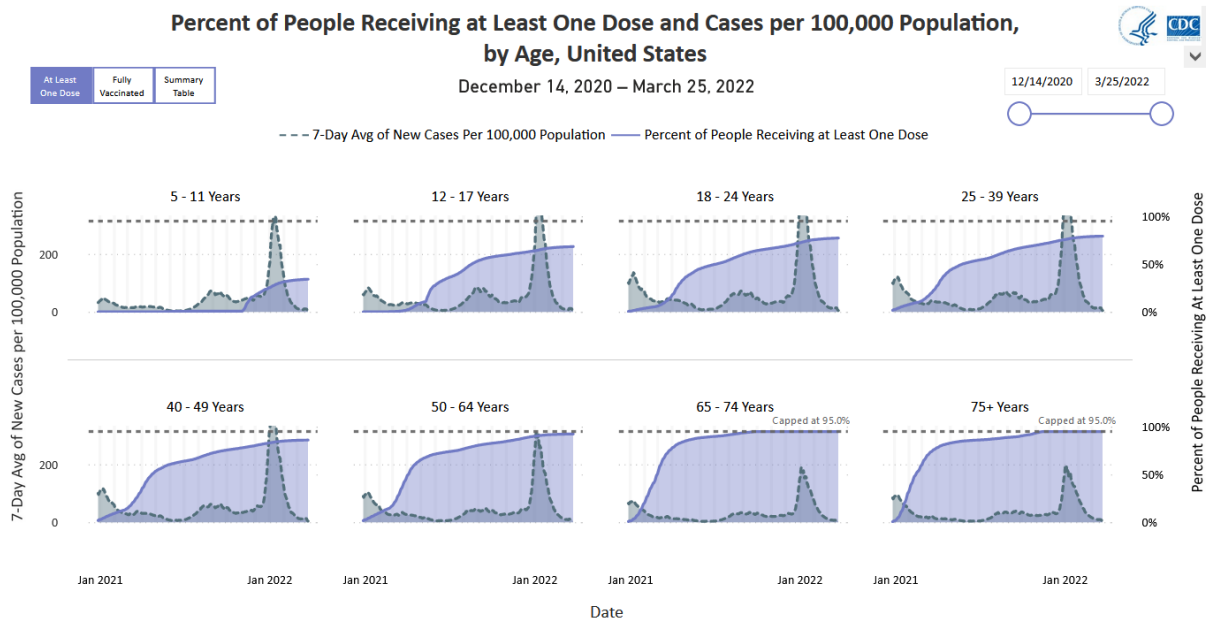 Percent of People Receiving at Least One Dose and Cases per 100,000 Population,
by Age, United States
CDC
At Least
One Dose
Fully
Vaccinated
Summary
Table
December 14, 2020 – March 25, 2022
12/14/2020
3/25/2022
7-Day Avg of New Cases Per 100,000 Population
Percent of People Receiving at Least One Dose
7-Day Avg of New Cases per 100,000 Population
Percent of People Receiving At Least One Dose
5 - 11 Years
12 - 17 Years
18 - 24 Years
25 - 39 Years
200
0
100%
50%
0%
40 - 49 Years
50 - 64 Years
65 - 74 Years
75+ Years
Capped at 95.0%
Capped at 95.0%
200
0
100%
50%
0%
Jan 2021
Jan 2022
Jan 2021
Jan 2022
Jan 2021
Jan 2022
Jan 2021
Jan 2022
Date